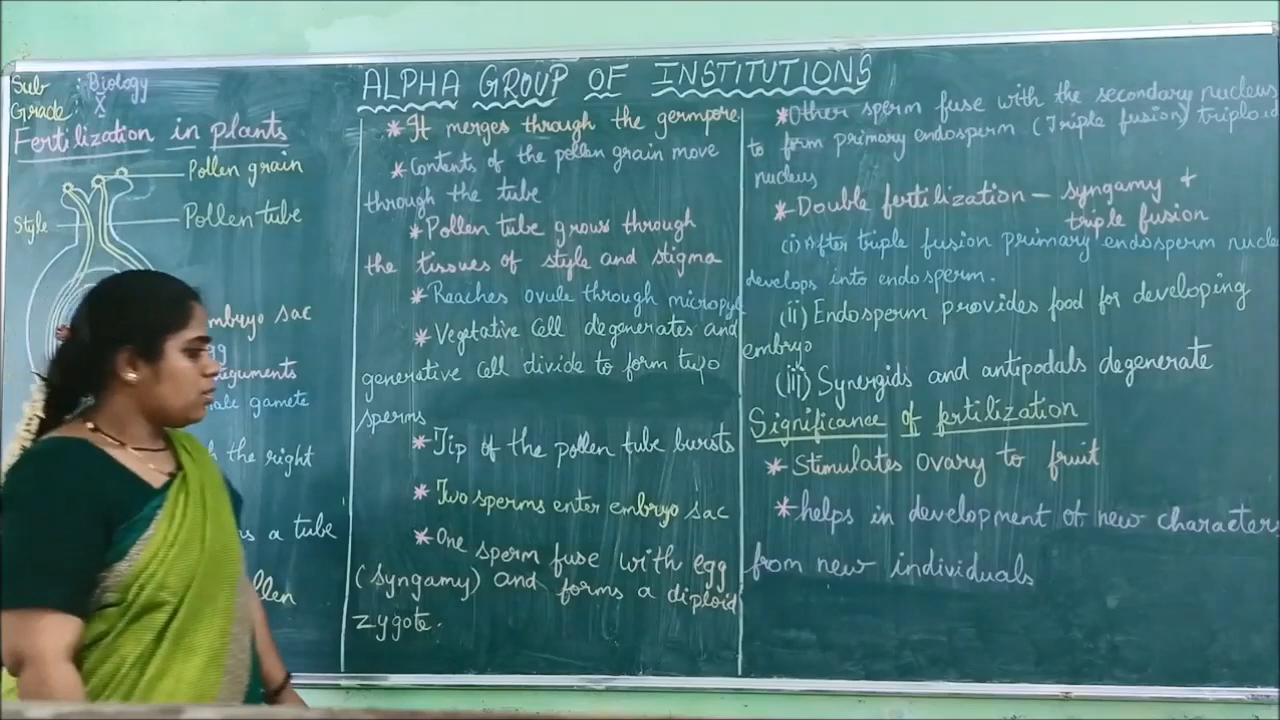 ALPHA GROUP OF INSTITUTIONS
Sub : Biology
Grade : X
Fertilization in plants
Pollen grain
Style
Pollen tube
mbryo sac
gg
teguments
ale gamete
the right
a tube
llen
* It merges through the germpore
* Contents of the pollen grain move
through the tube
* Pollen tube grows through
the tissues of style and stigma
* Reaches ovule through micropyl
* Vegetative cell degenerates and
generative cell divide to form two
sperms
* Tip of the pollen tube bursts
* Two sperms enter embryo sac
* One sperm fuse with egg
(syngamy) and forms a diploid
zygote.
* Other sperm fuse with the secondary nucleus
to form primary endosperm (Triple fusion) triploid
nucleus
* Double fertilization – syngamy +
triple fusion
(i) After triple fusion primary endosperm nucle
develops into endosperm.
(ii) Endosperm provides food for developing
embryo
(iii) Synergids and antipodals degenerate
Significance of fertilization
* Stimulates ovary to fruit
* helps in development of new characters
from new individuals